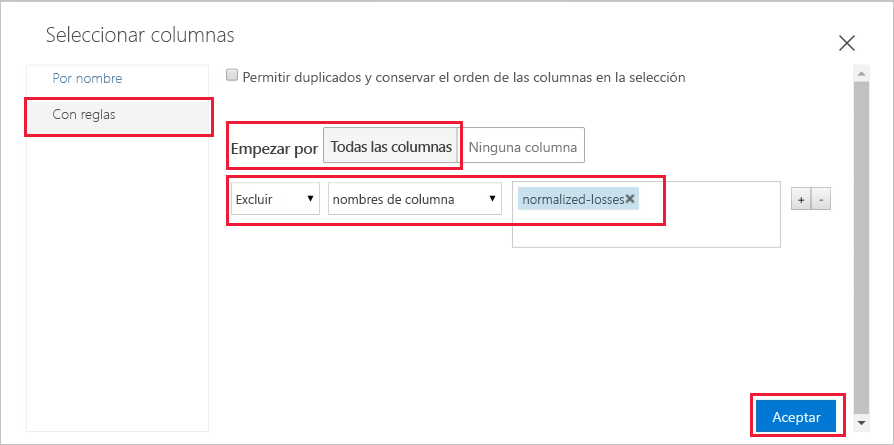 Seleccionar columnas
Por nombre
Con reglas
Permitir duplicados y conservar el orden de las columnas en la selección
Empezar por Todas las columnas Ninguna columna
Excluir nombres de columna normalized-losses + -
Aceptar